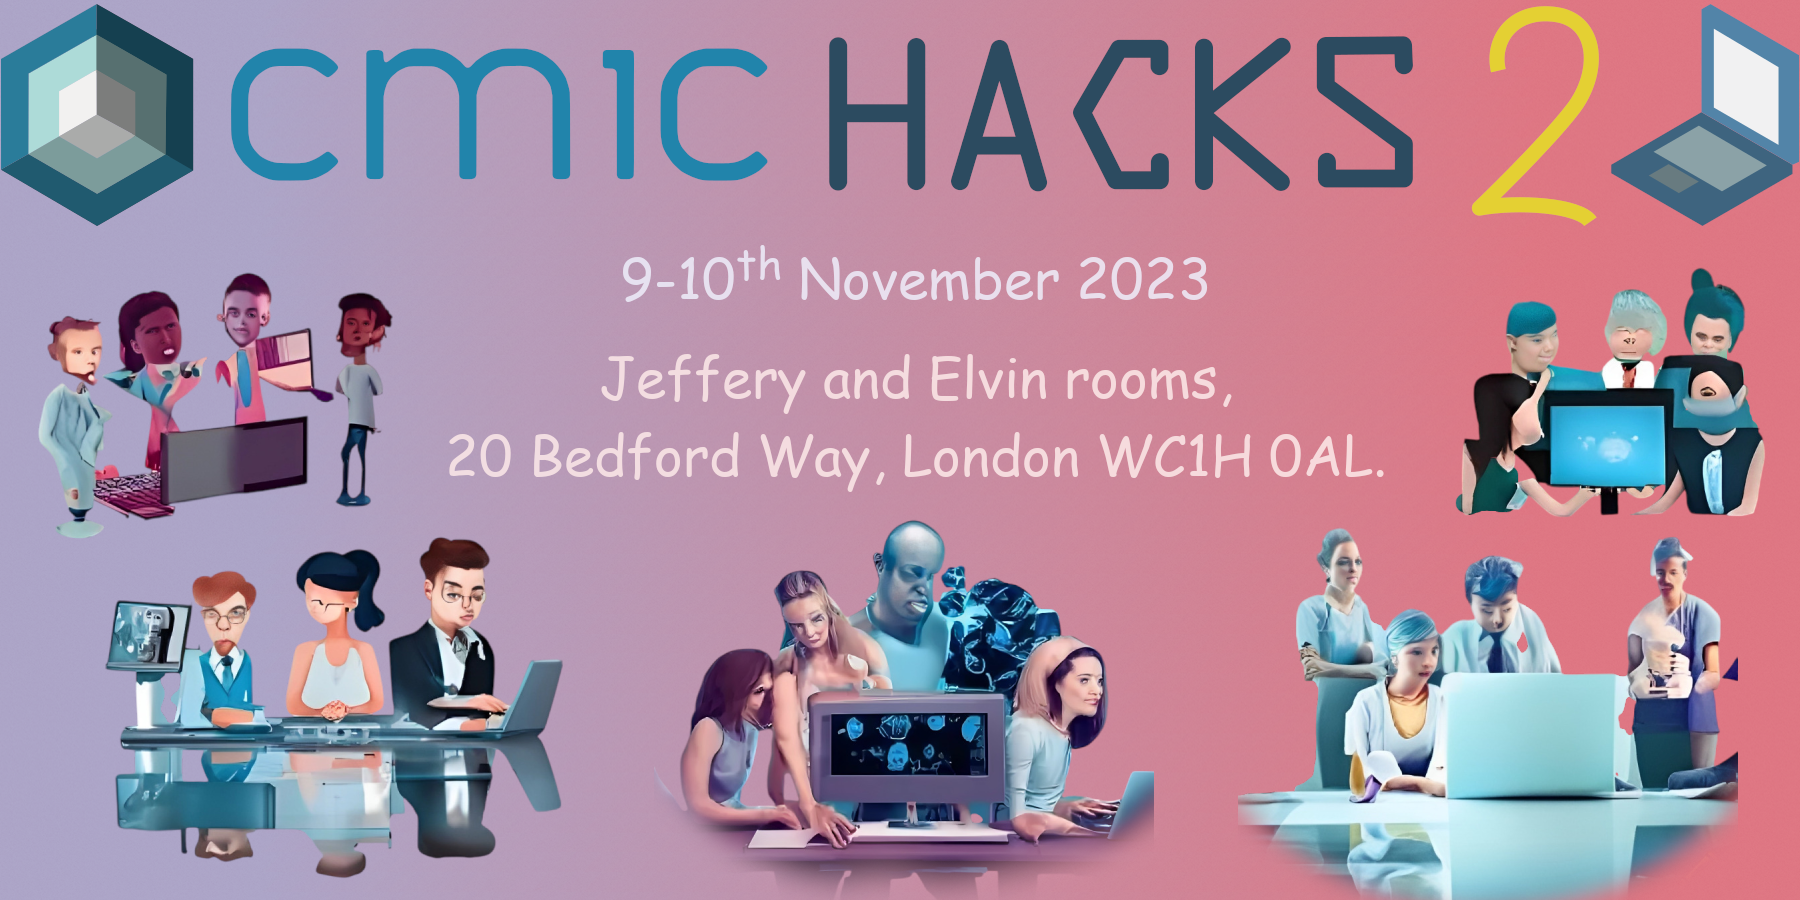 cmic HACKS 2
9-10th November 2023
Jeffery and Elvin rooms,
20 Bedford Way, London WC1H 0AL.